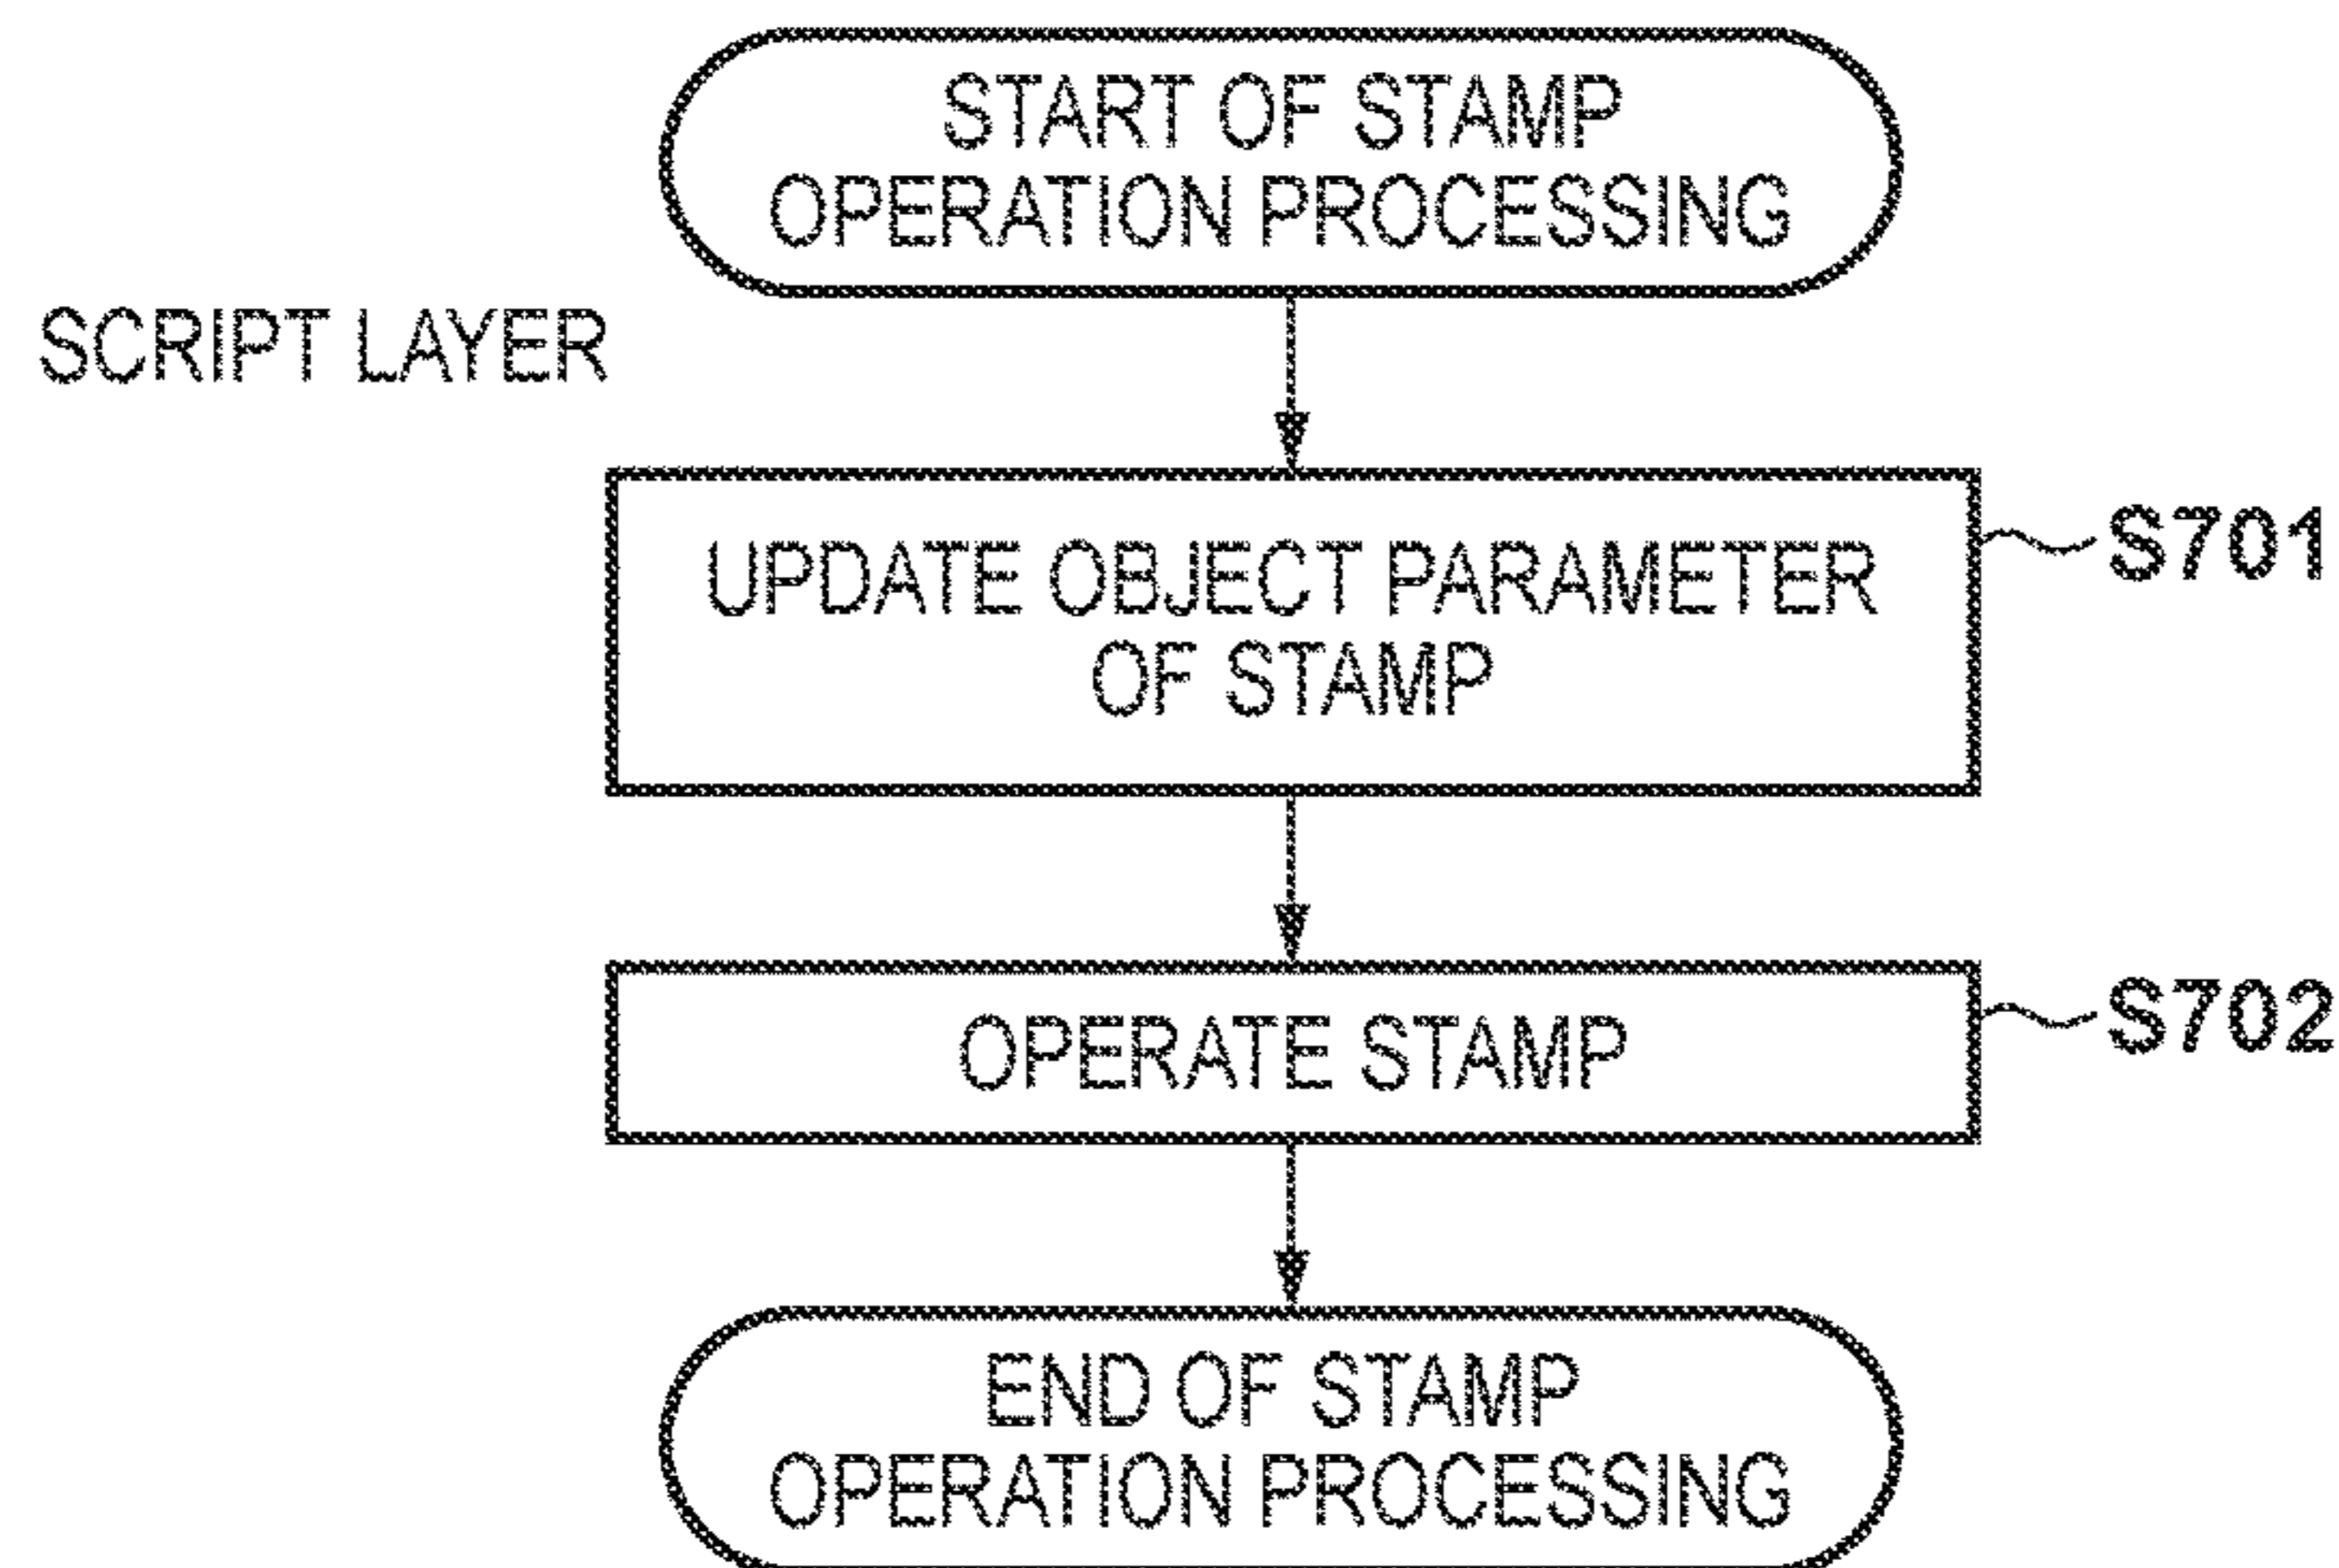 START OF STAMP
OPERATION PROCESSING
SCRIPT LAYER
UPDATE OBJECT PARAMETER
OF STAMP
S701
OPERATE STAMP
S702
END OF STAMP
OPERATION PROCESSING